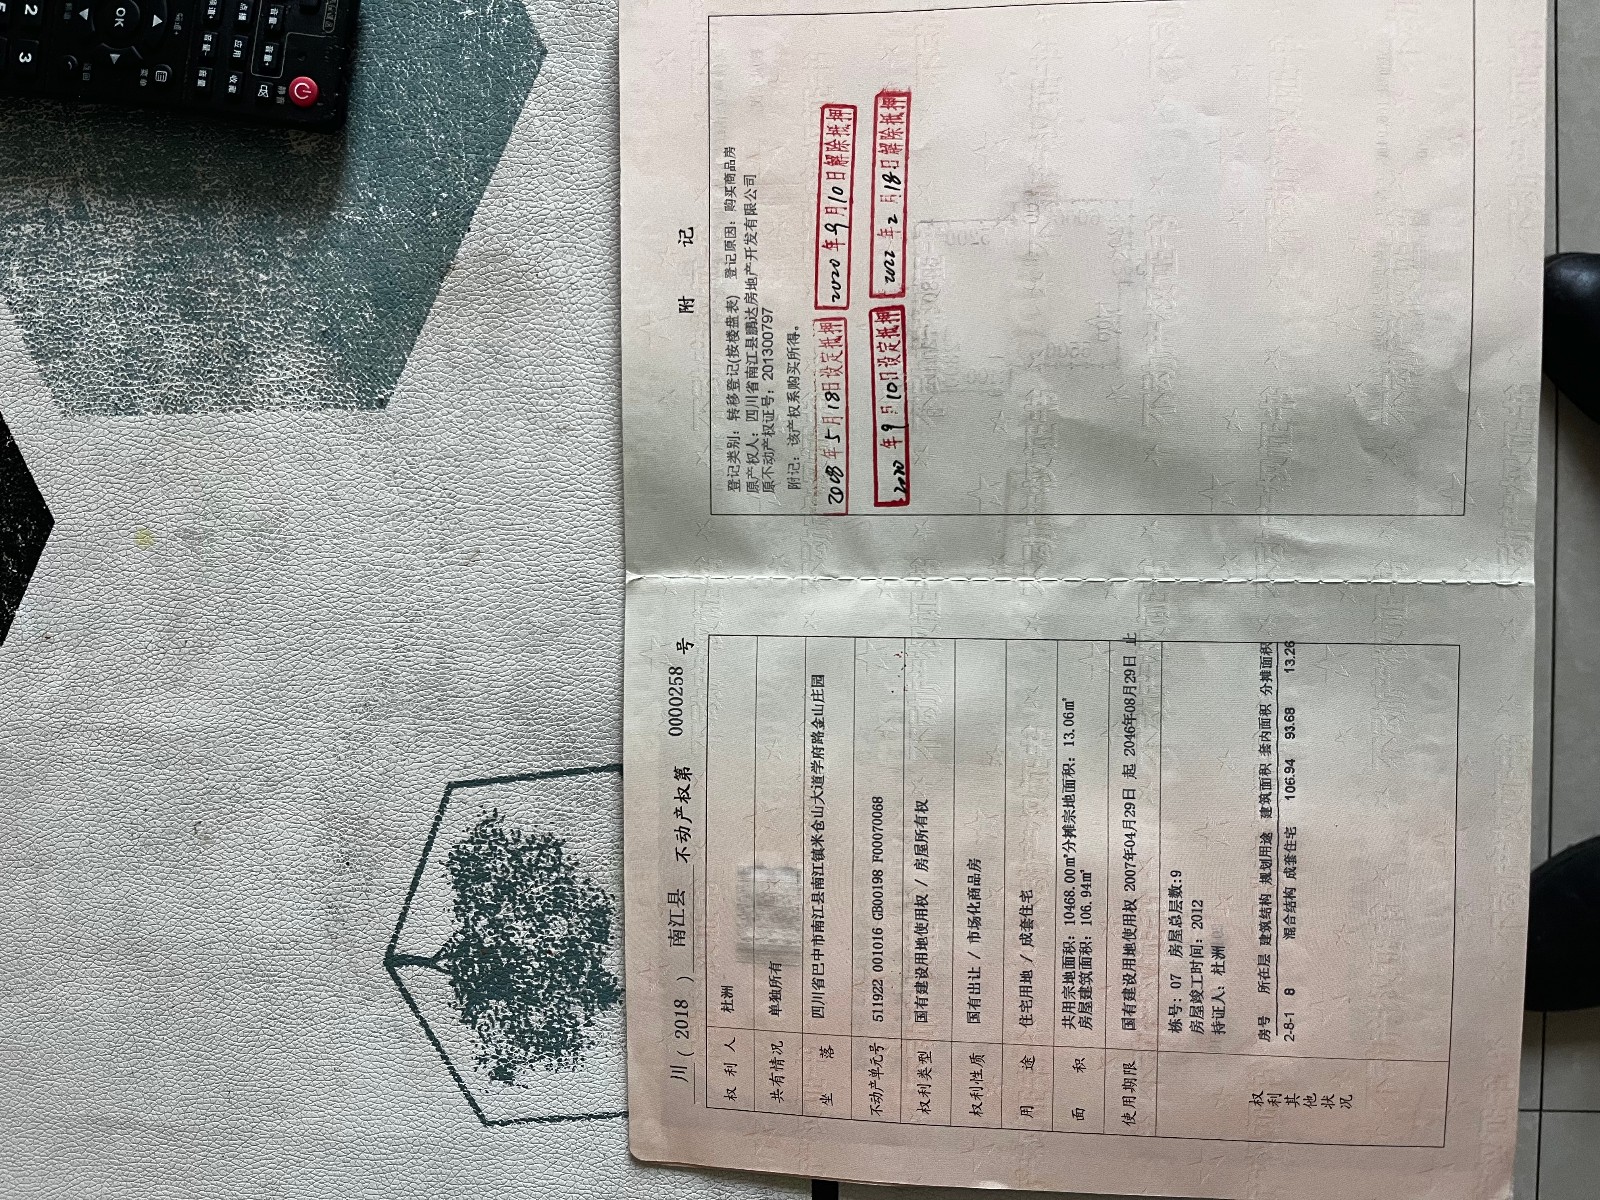 川 ( 2018 ) 南江县 不动产权第 0000258 号
权利人 杜洲
共有情况 单独所有
坐落 四川省巴中市南江县南江镇米仓山大道学府路金山庄园
不动产单元号 511922 001016 GB00198 F00070068
权利类型 国有建设用地使用权 / 房屋所有权
权利性质 国有出让 / 市场化商品房
用途 住宅用地 / 成套住宅
面积 共用宗地面积: 10468.00㎡分摊宗地面积: 13.06㎡
房屋建筑面积: 106.94㎡
使用期限 国有建设用地使用权 2007年04月29日 起 2046年08月29日 止
权利其他状况
栋号: 07 房屋总层数:9
房屋竣工时间: 2012
持证人: 杜洲
房号 所在层 建筑结构 规划用途 建筑面积 套内面积 分摊面积
2-8-1 8 混合结构 成套住宅 106.94 93.68 13.26
附 记
登记类别: 转移登记(按楼盘表) 登记原因: 购买商品房
原产权人: 四川省南江县鹏达房地产开发有限公司
原不动产权证号: 201300797
附记: 该产权系购买所得。
2018年5月18日设定抵押 2020年9月10日解除抵押
2020年9月10日设定抵押 2022年2月18日解除抵押
OK
2
3
静音